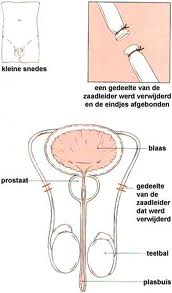 kleine snedes
een gedeelte van de
zaadleider werd verwijderd
en de eindjes afgebonden
blaas
prostaat
gedeelte
van de
zaadleider
dat werd
verwijderd
teelbal
plasbuis